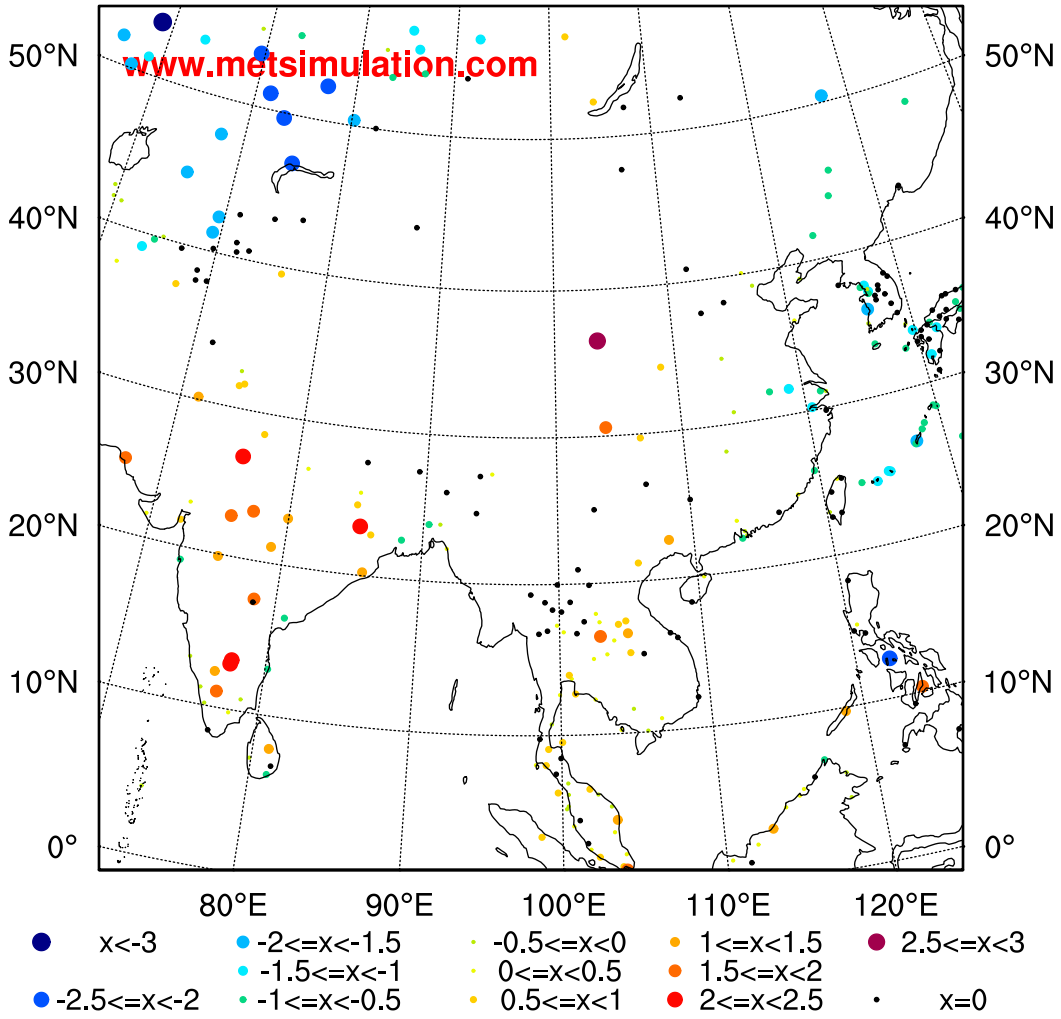 50°N 50°N
www.metsimulation.com
40°N 40°N
30°N 30°N
20°N 20°N
10°N 10°N
0° 0°
80°E 90°E 100°E 110°E 120°E
x<-3 -2<=x<-1.5 -0.5<=x<0 1<=x<1.5 2.5<=x<3
-1.5<=x<-1 0<=x<0.5 1.5<=x<2
-2.5<=x<-2 -1<=x<-0.5 0.5<=x<1 2<=x<2.5 x=0